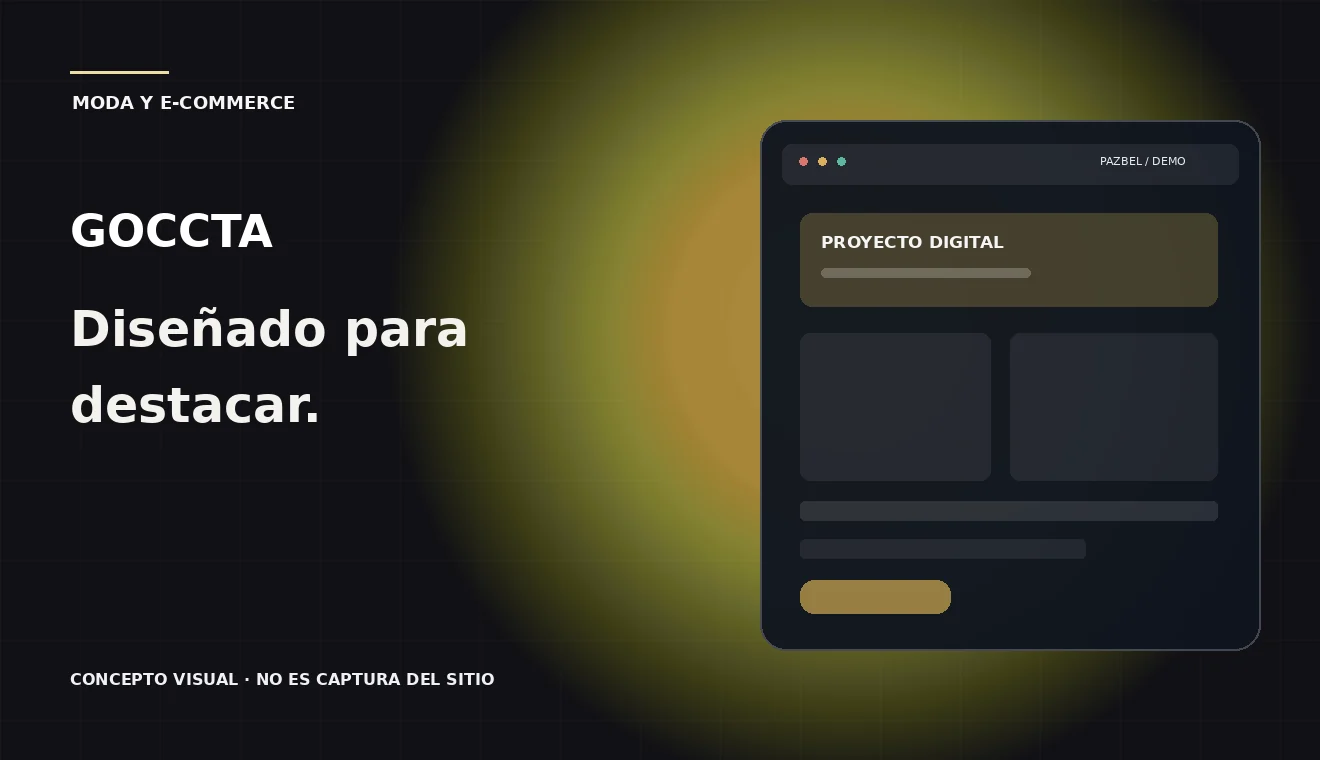 MODA Y E-COMMERCE
GOCCTA
Diseñado para
destacar.
CONCEPTO VISUAL · NO ES CAPTURA DEL SITIO
PAZBEL / DEMO
PROYECTO DIGITAL